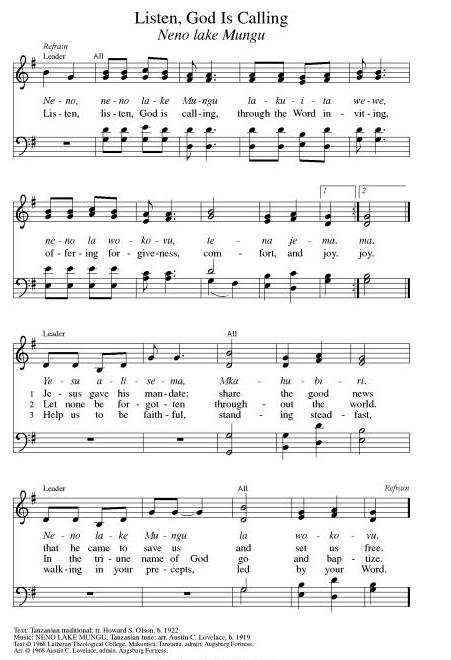 Listen, God Is Calling
Neno lake Mungu
Refrain
Leader All
Ne - no, ne - no la - ke Mu - ngu la - ku - i - ta we - we,
Lis - ten, lis - ten, God is call - ing, through the Word in - vit - ing,
1 2
ne - no la wo - ko - vu, le - na je - ma. ma.
of - fer - ing for - give - ness, com - fort, and joy. joy.
Leader All
Ye - su a - li - se - ma, Mka - hu - bi - ri.
1 Je - sus gave his man - date: share the good news
2 Let none be for - got - ten through - out the world.
3 Help us to be faith - ful, stand - ing stead - fast,
Leader All Refrain
Ne - no la - ke Mu - ngu la wo - ko - vu.
that he came to save us and set us free.
In the tri - une name of God go and bap - tize.
walk - ing in your pre - cepts, led by your Word.
Text: Tanzanian traditional; tr. Howard S. Olson, b. 1922
Music: NENO LAKE MUNGU, Tanzanian tune; arr. Austin C. Lovelace, b. 1919
Text © 1968 Lutheran Theological College, Makumira, Tanzania, admin. Augsburg Fortress.
Arr. © 1968 Austin C. Lovelace, admin. Augsburg Fortress.